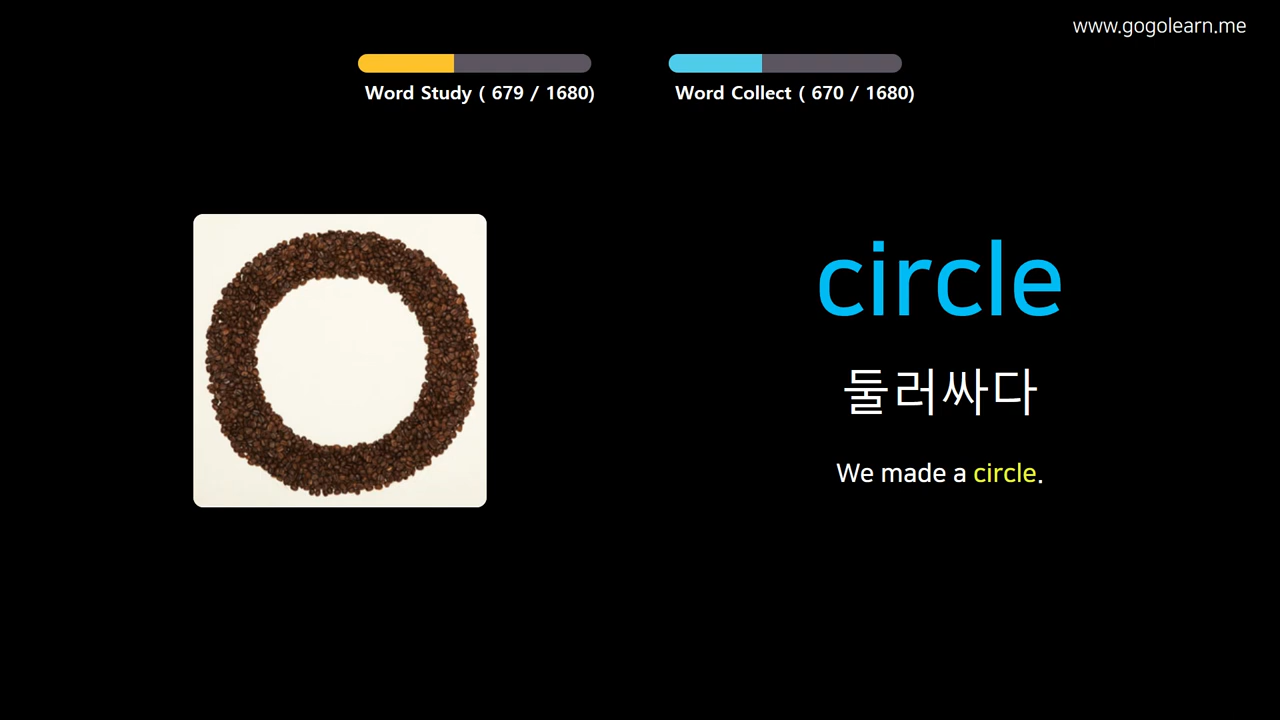 www.gogolearn.me
Word Study ( 679 / 1680)
Word Collect ( 670 / 1680)
circle
둘러싸다
We made a circle.